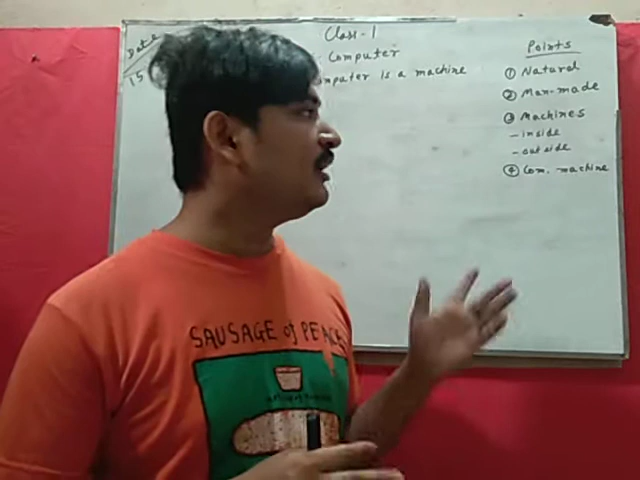 Date
15
Class-1
Computer
mputer is a machine
Points
① Natural
② Man-made
③ Machines
- inside
- outside
④ Com. machine
SAUSAGE of PEACE